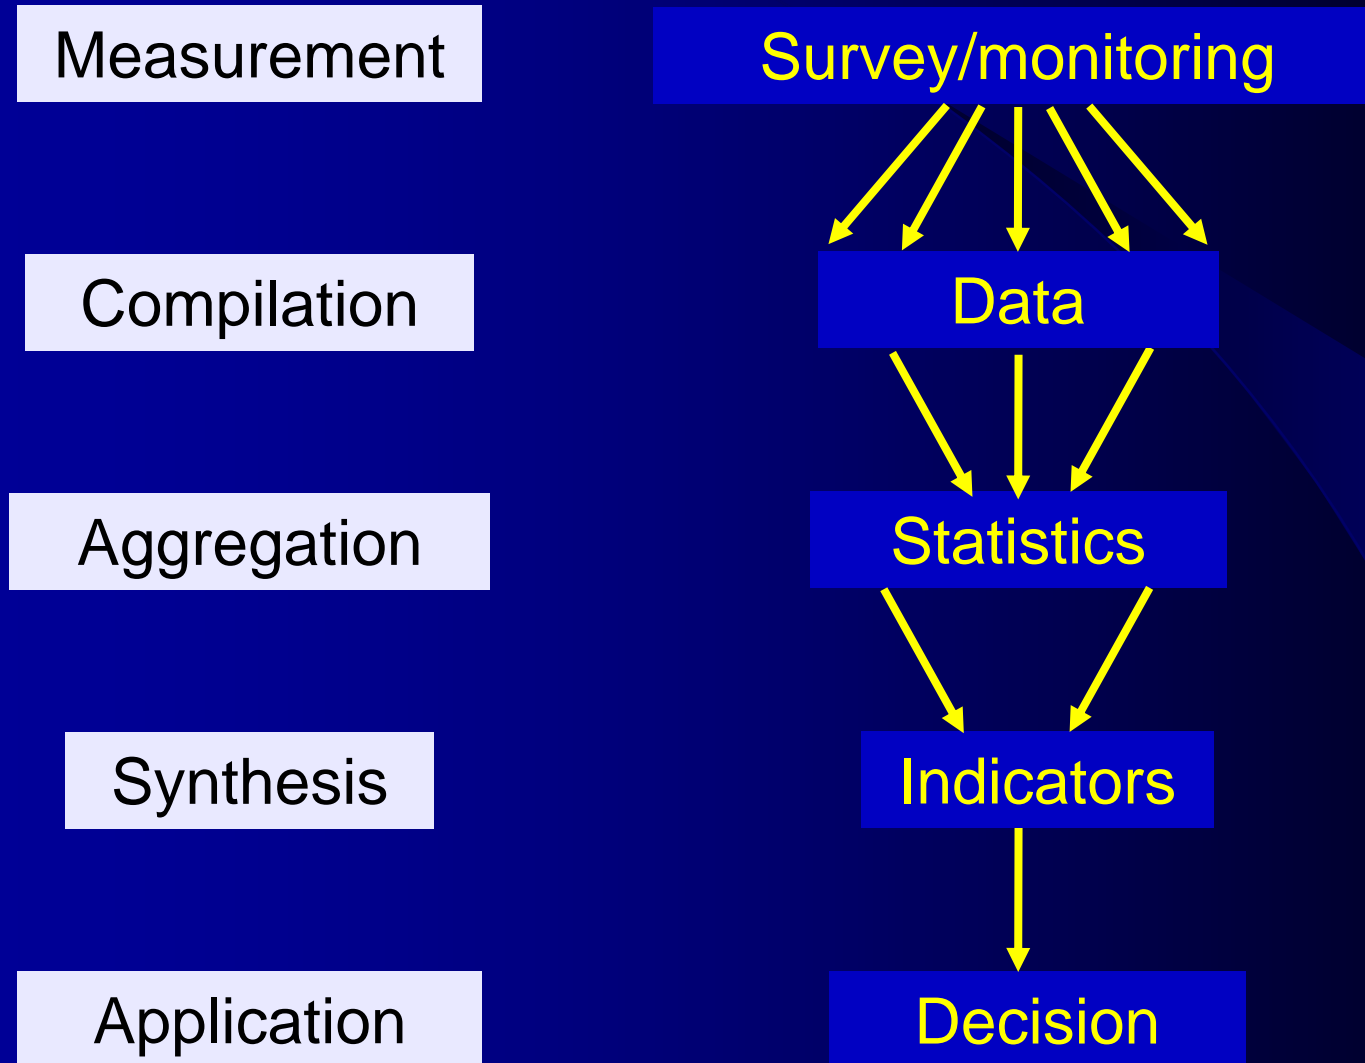 Measurement
Survey/monitoring
Compilation
Data
Aggregation
Statistics
Synthesis
Indicators
Application
Decision